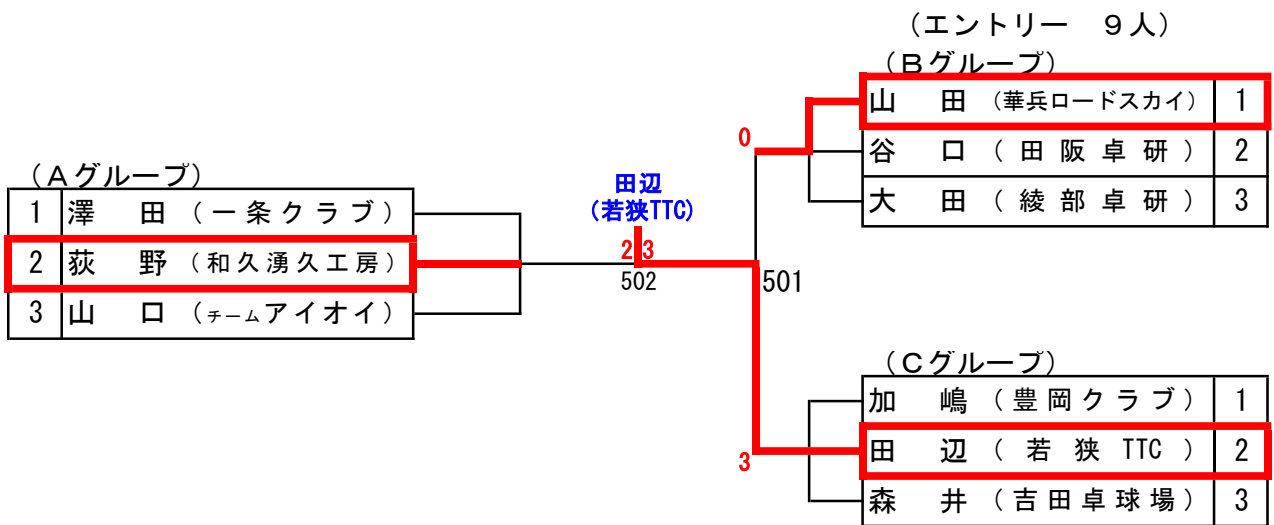 (エントリー　９人)
(Aグループ)
1 澤　田 (一条クラブ)
2 荻　野 (和久湧久工房)
3 山　口 (チームアイオイ)
田辺
(若狭TTC)
2 3
502
(Bグループ)
山　田 (華兵ロードスカイ) 1
谷　口 (田阪卓研) 2
大　田 (綾部卓研) 3
0
501
3
(Cグループ)
加　嶋 (豊岡クラブ) 1
田　辺 (若狭 TTC) 2
森　井 (吉田卓球場) 3